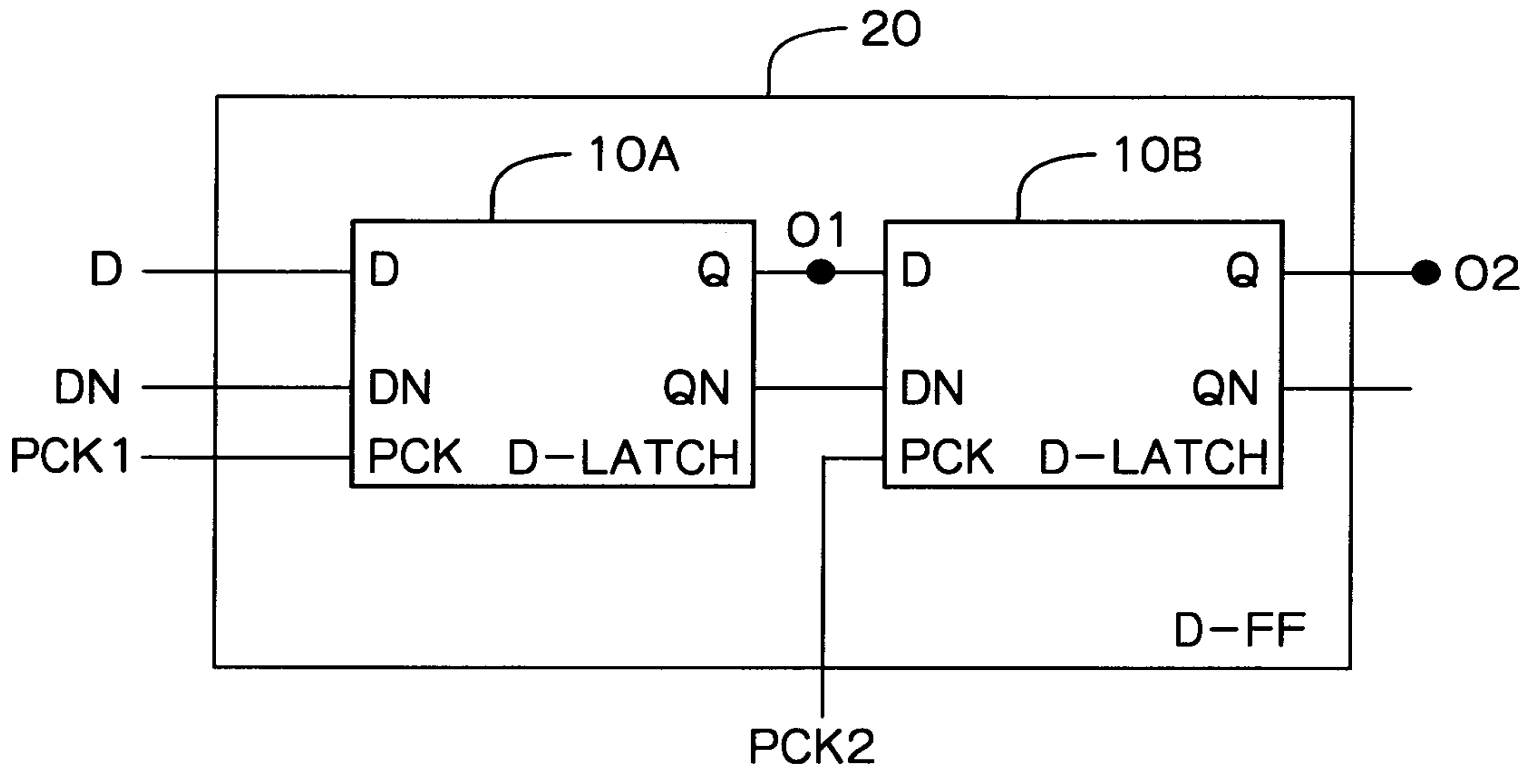 20
10A
10B
O1
D
D
Q
D
Q
O2
DN
DN
QN
DN
QN
PCK1
PCK
D-LATCH
PCK
D-LATCH
D-FF
PCK2